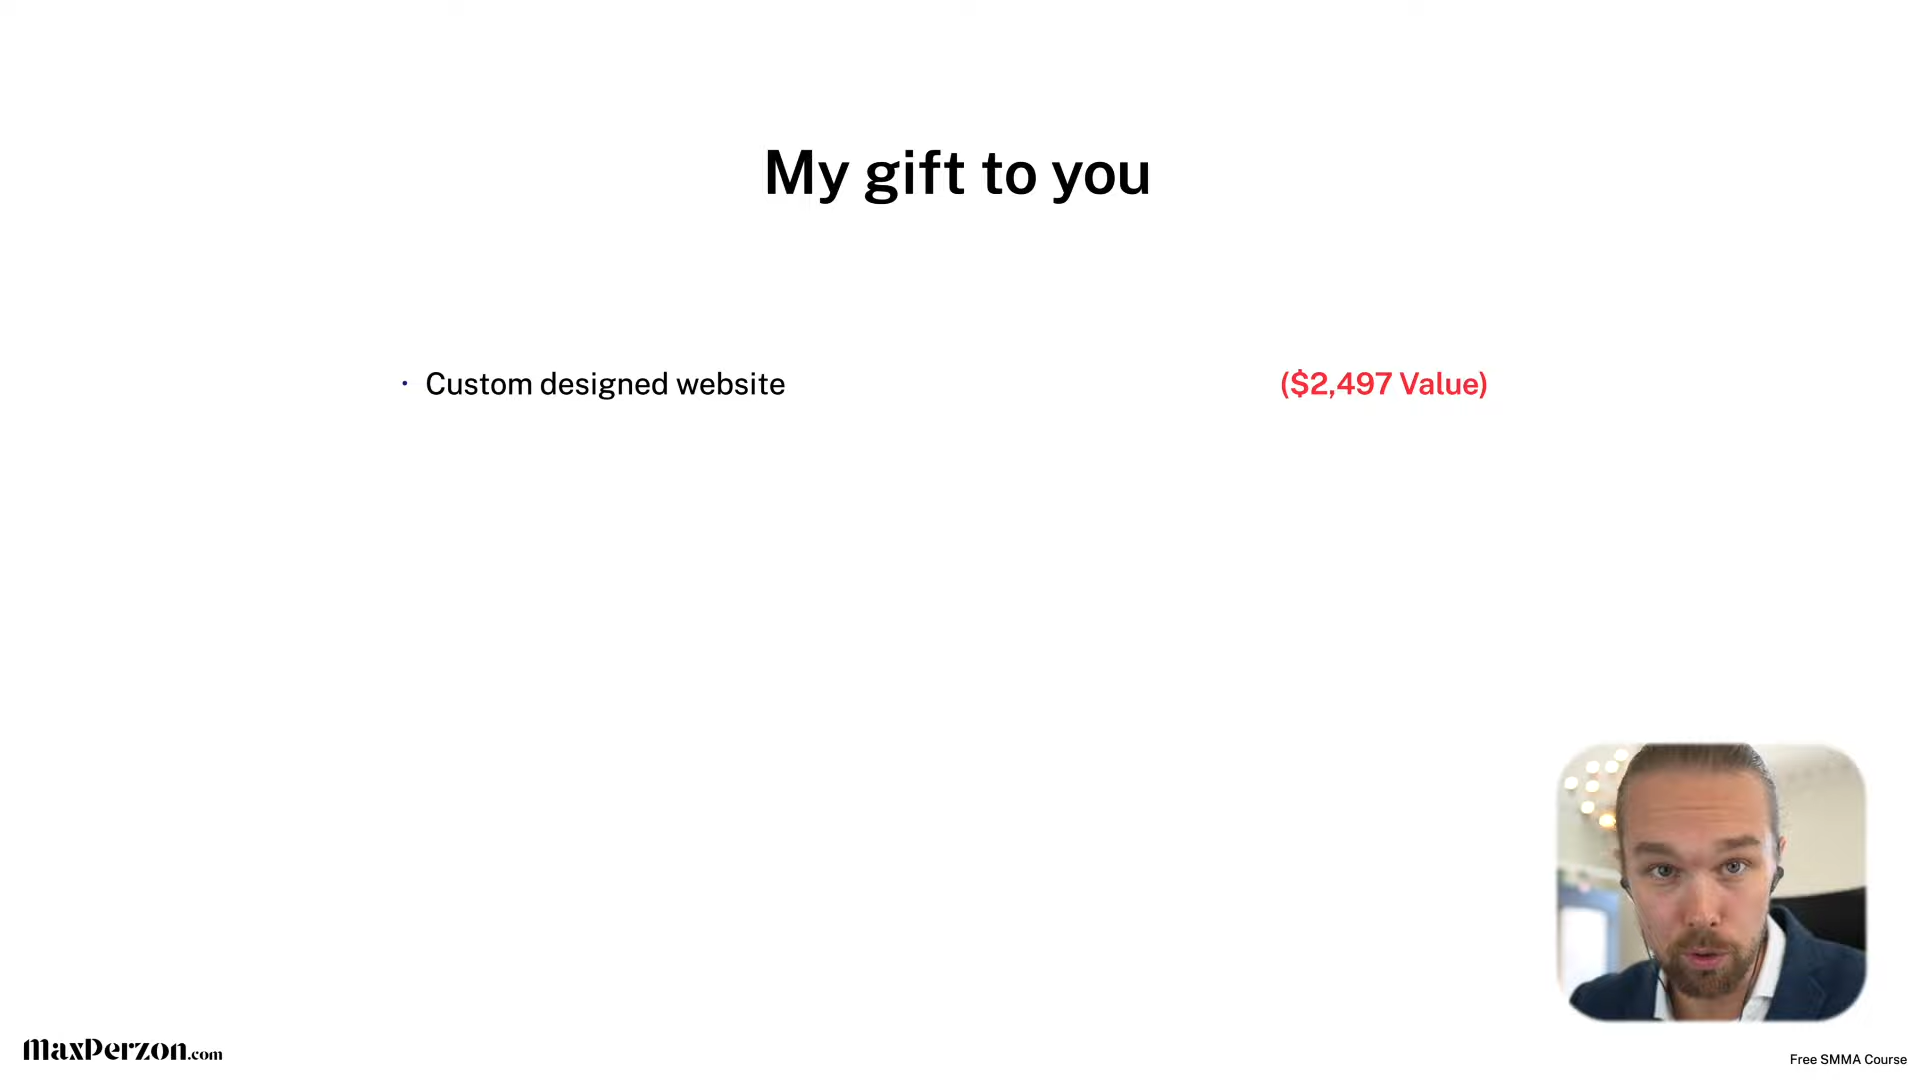 My gift to you
· Custom designed website ($2,497 Value)
MaxPerzon.com
Free SMMA Course